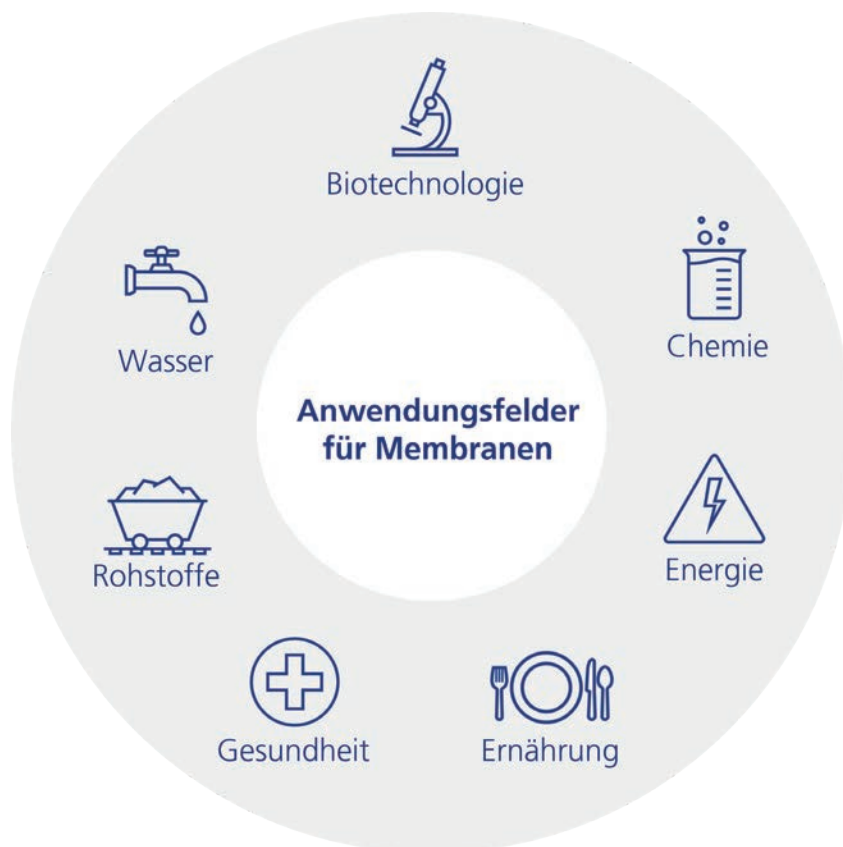 Biotechnologie
Wasser
Chemie
Anwendungsfelder
für Membranen
Rohstoffe
Energie
Gesundheit
Ernährung